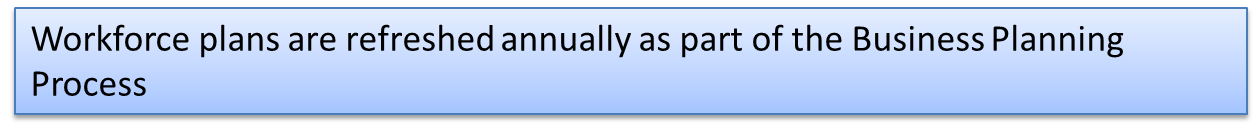 Workforce plans are refreshed annually as part of the Business Planning
Process